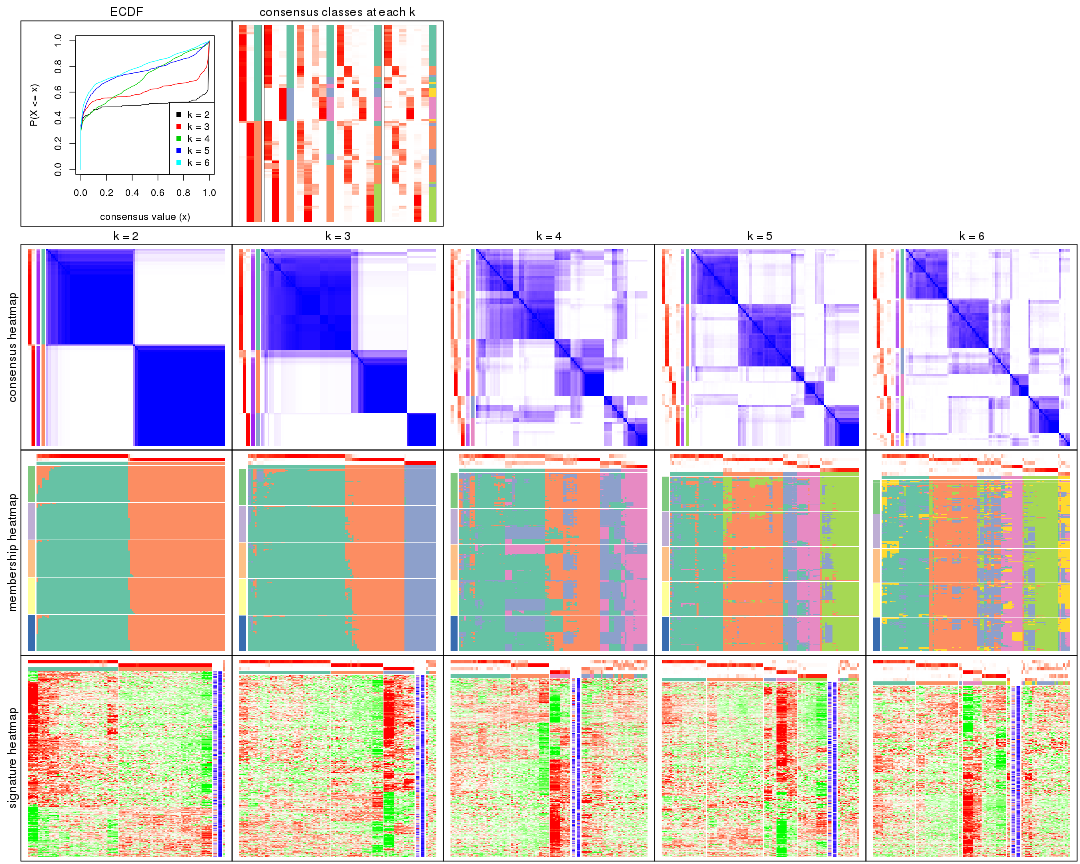 ECDF
consensus classes at each k
P(X <= x)
0.0 0.2 0.4 0.6 0.8 1.0
k = 2
k = 3
k = 4
k = 5
k = 6
0.0 0.2 0.4 0.6 0.8 1.0
consensus value (x)
k = 2 k = 3 k = 4 k = 5 k = 6
consensus heatmap
membership heatmap
signature heatmap